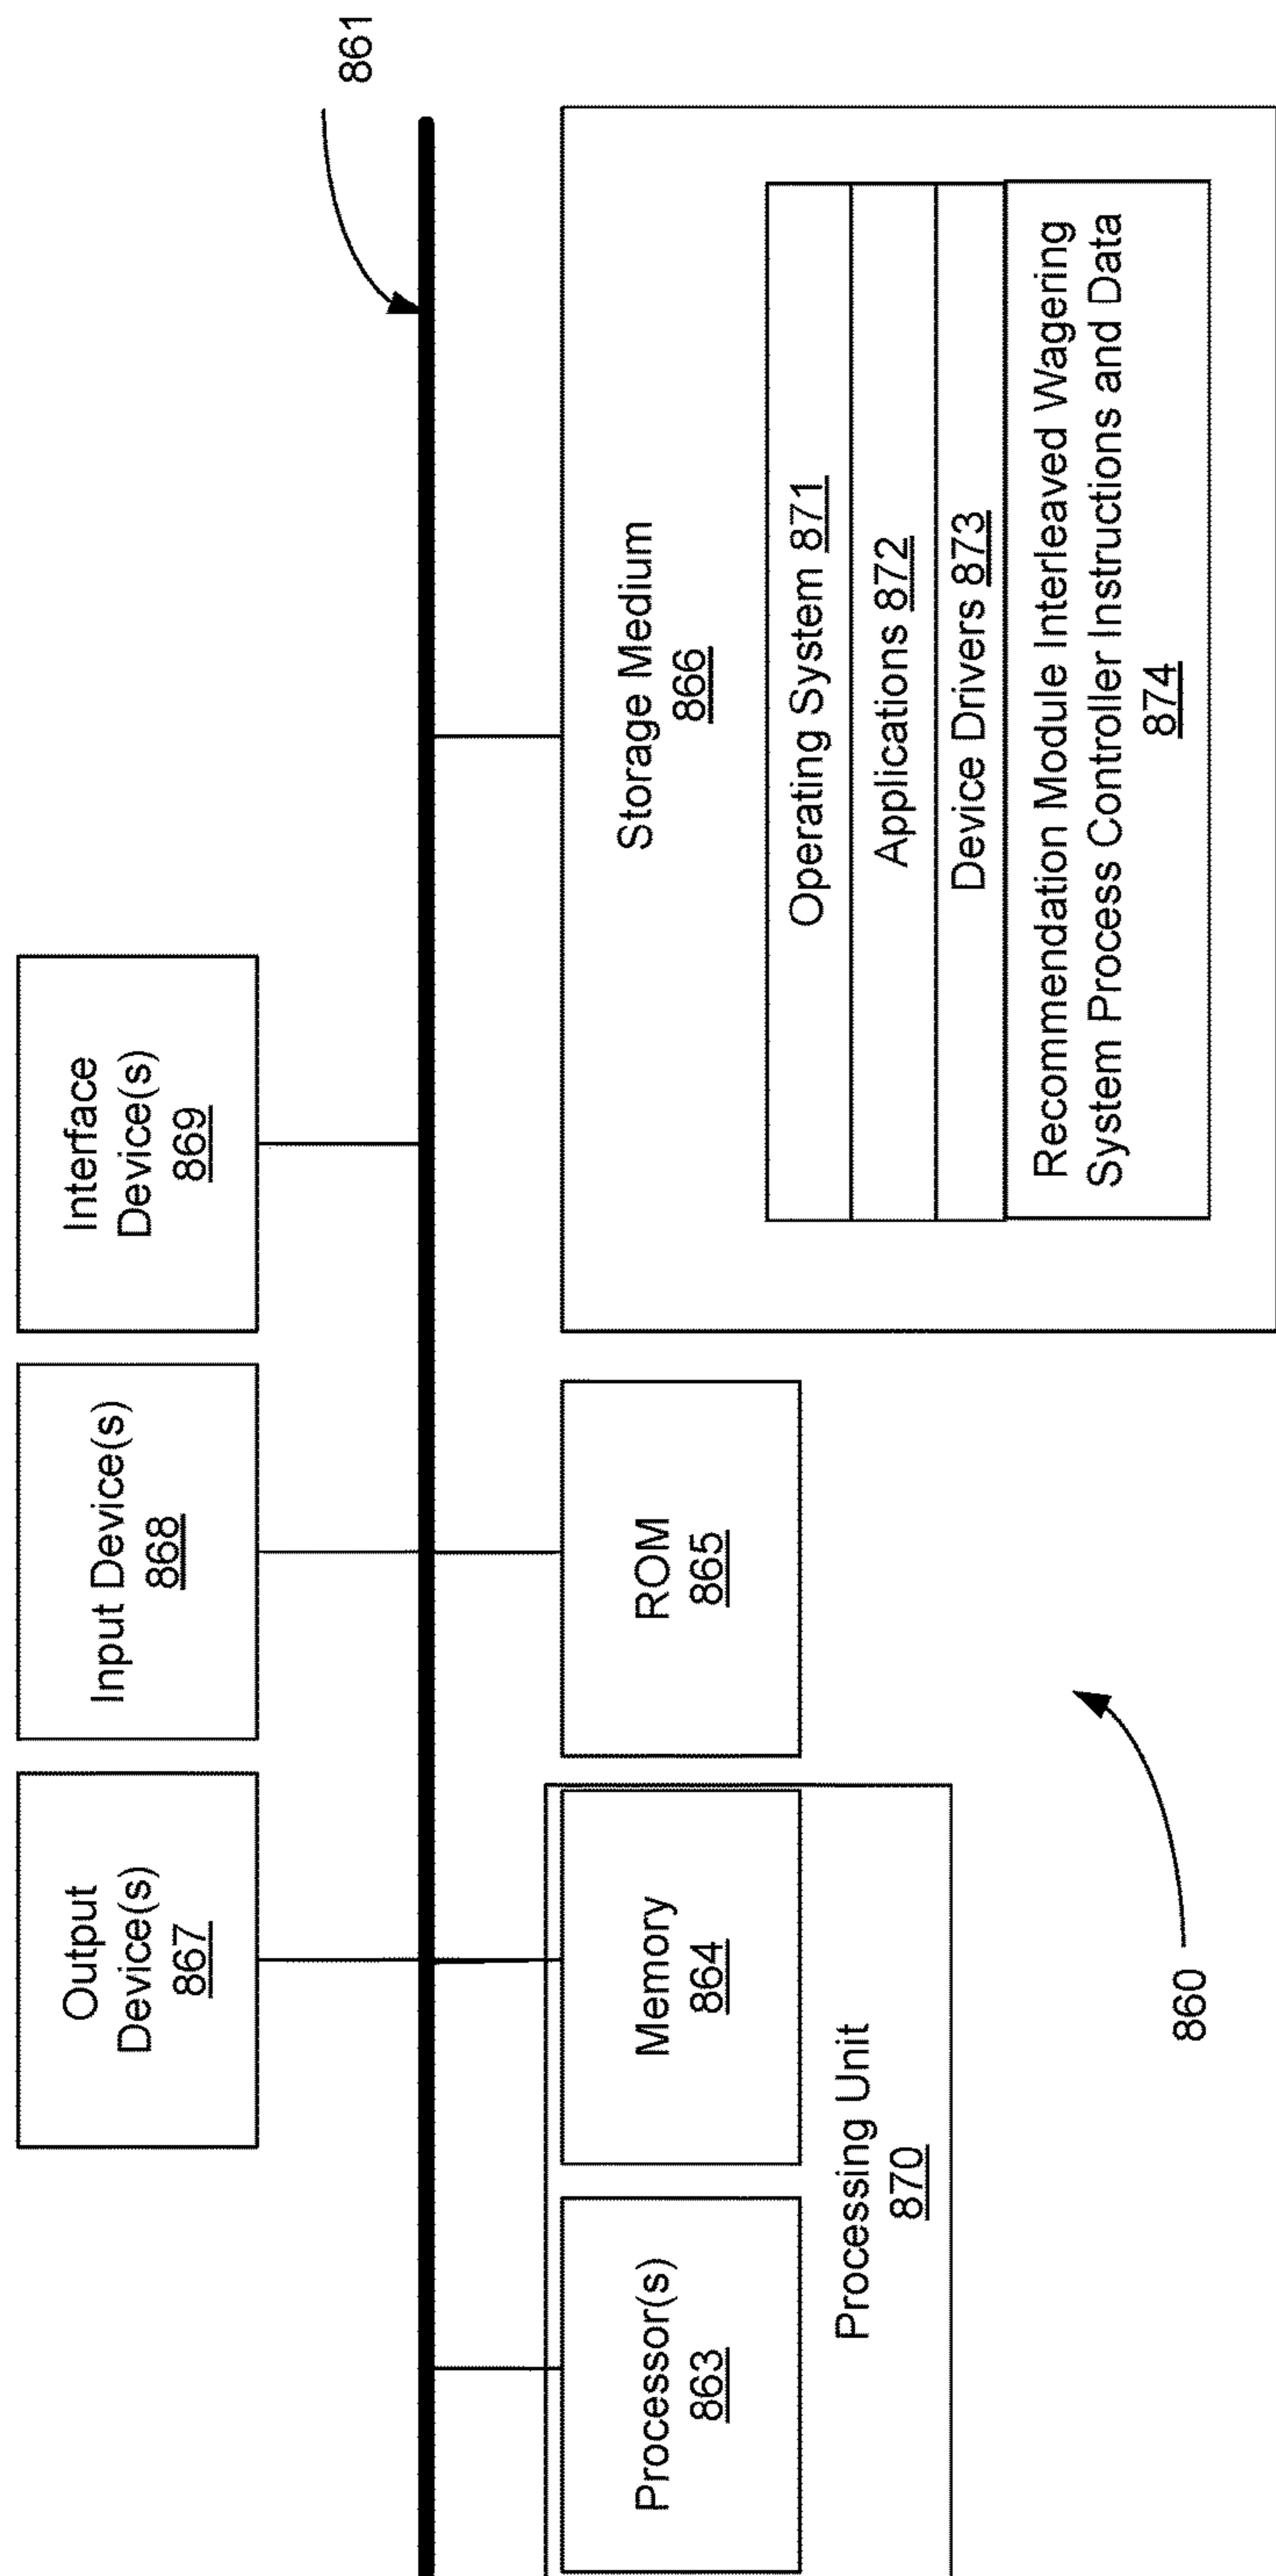 861
Output
Device(s)
867
Input Device(s)
868
Interface
Device(s)
869
Processor(s)
863
Memory
864
Processing Unit
870
ROM
865
Storage Medium
866
Operating System 871
Applications 872
Device Drivers 873
Recommendation Module Interleaved Wagering
System Process Controller Instructions and Data
874
860